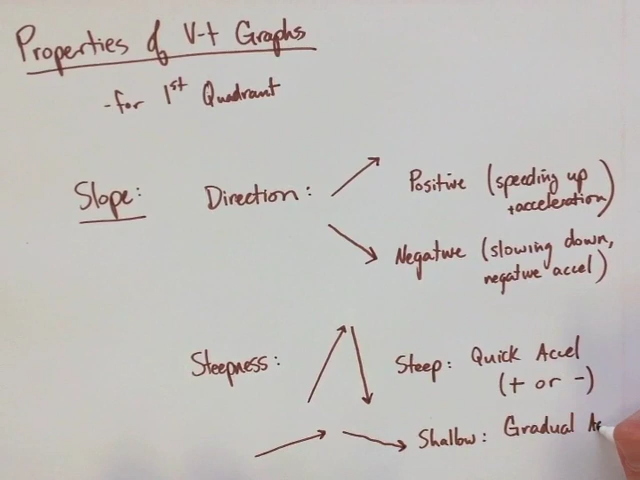 Properties of V-t Graphs
-for 1st Quadrant
Slope: Direction: Positive (speeding up
+acceleration)
Negative (slowing down,
negative accel)
Steepness: Steep: Quick Accel
(+ or -)
Shallow: Gradual Ac